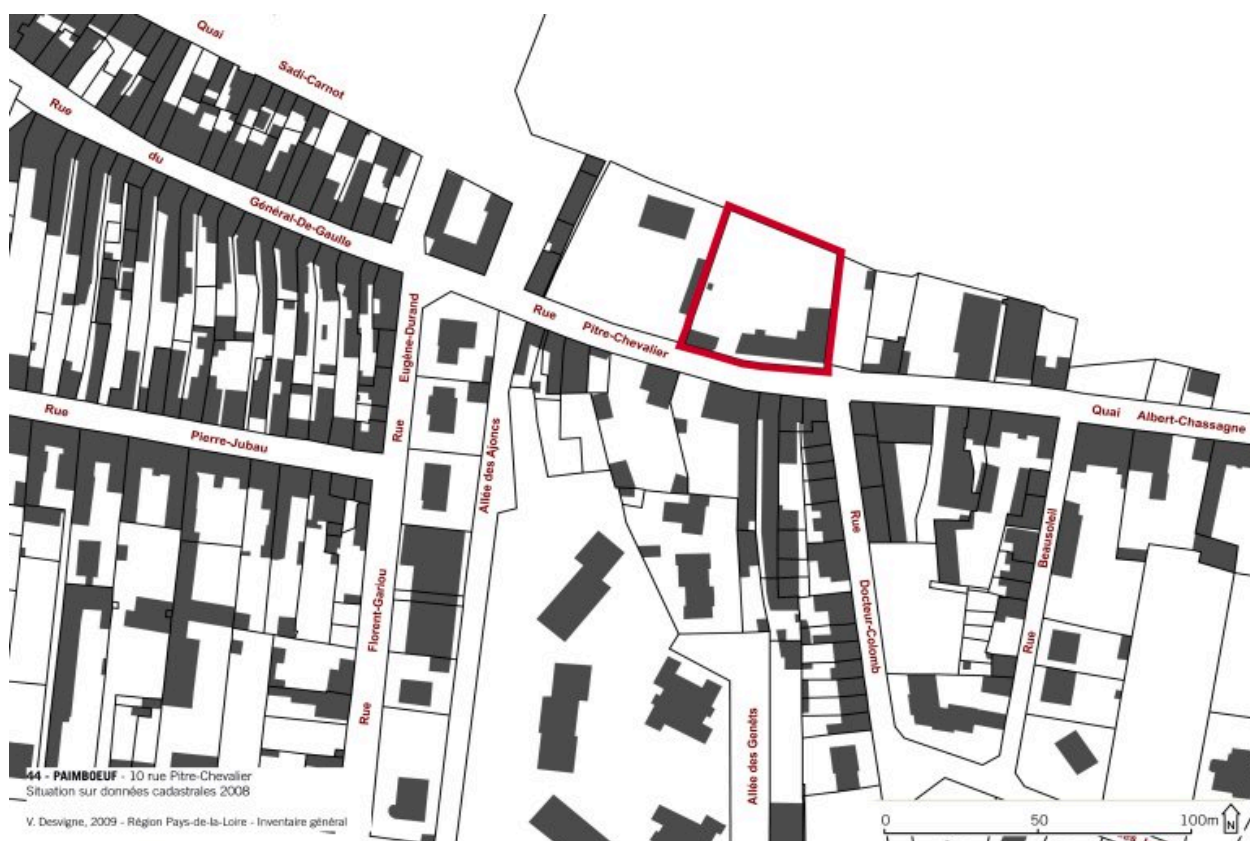 Quai Sadi-Carnot
Rue du Général-De-Gaulle
Rue Pitre-Chevalier
Rue Eugène-Durand
Allée des Ajoncs
Rue Pierre-Jubau
Quai Albert-Chassagne
Rue Docteur-Colomb
Rue Beausoleil
Rue Florent-Gariou
Allée des Genêts
44 - PAIMBOEUF - 10 rue Pitre-Chevalier
Situation sur données cadastrales 2008
V. Desvigne, 2009 - Région Pays-de-la-Loire - Inventaire général
0 50 100m
N